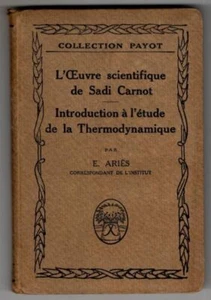 COLLECTION PAYOT
L'Œuvre scientifique
de Sadi Carnot
Introduction à l'étude
de la Thermodynamique
PAR
E. ARIÈS
CORRESPONDANT DE L'INSTITUT